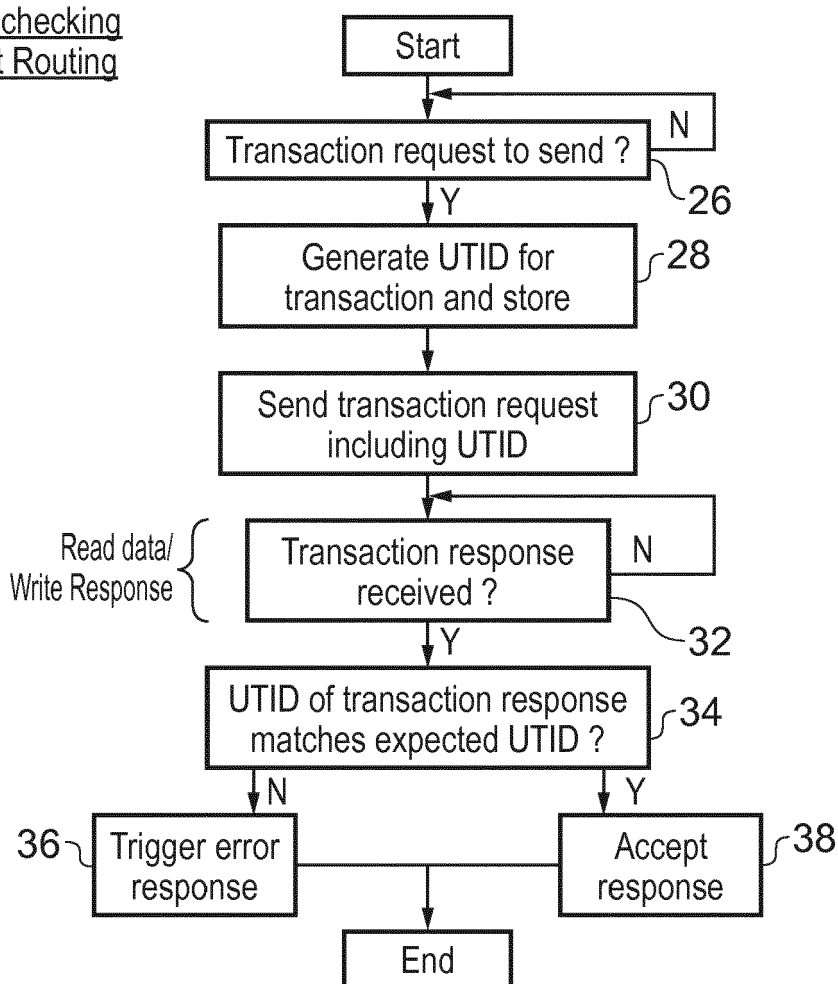 checking
Routing
Start
N
Transaction request to send ?
26
Y
Generate UTID for
transaction and store
28
Send transaction request
including UTID
30
Read data/
Write Response
Transaction response
received ?
N
32
Y
UTID of transaction response
matches expected UTID ?
34
N
Y
36
Trigger error
response
Accept
response
38
End